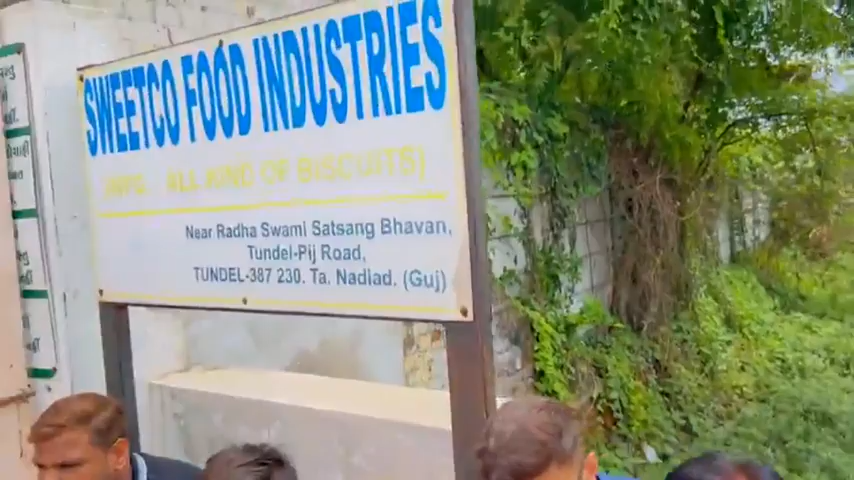 SWEETCO FOOD INDUSTRIES
(MFG. ALL KIND OF BISCUITS)
Near Radha Swami Satsang Bhavan,
TUNDEL-Pij Road,
TUNDEL-387 230. Ta. Nadiad. (Guj)